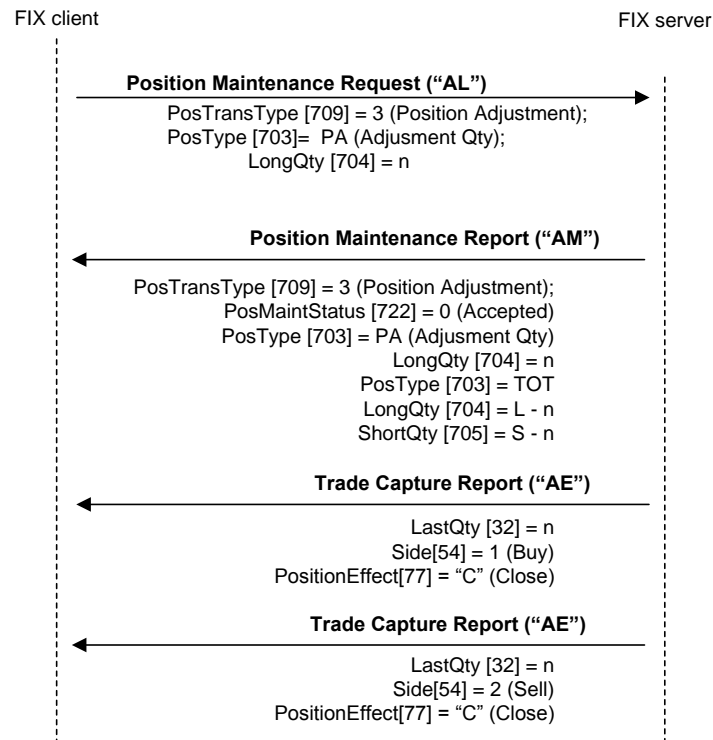 FIX client
FIX server
Position Maintenance Request (“AL”)
PosTransType [709] = 3 (Position Adjustment);
PosType [703]= PA (Adjusment Qty);
LongQty [704] = n
Position Maintenance Report (“AM”)
PosTransType [709] = 3 (Position Adjustment);
PosMaintStatus [722] = 0 (Accepted)
PosType [703] = PA (Adjusment Qty)
LongQty [704] = n
PosType [703] = TOT
LongQty [704] = L - n
ShortQty [705] = S - n
Trade Capture Report (“AE”)
LastQty [32] = n
Side[54] = 1 (Buy)
PositionEffect[77] = “C” (Close)
Trade Capture Report (“AE”)
LastQty [32] = n
Side[54] = 2 (Sell)
PositionEffect[77] = “C” (Close)